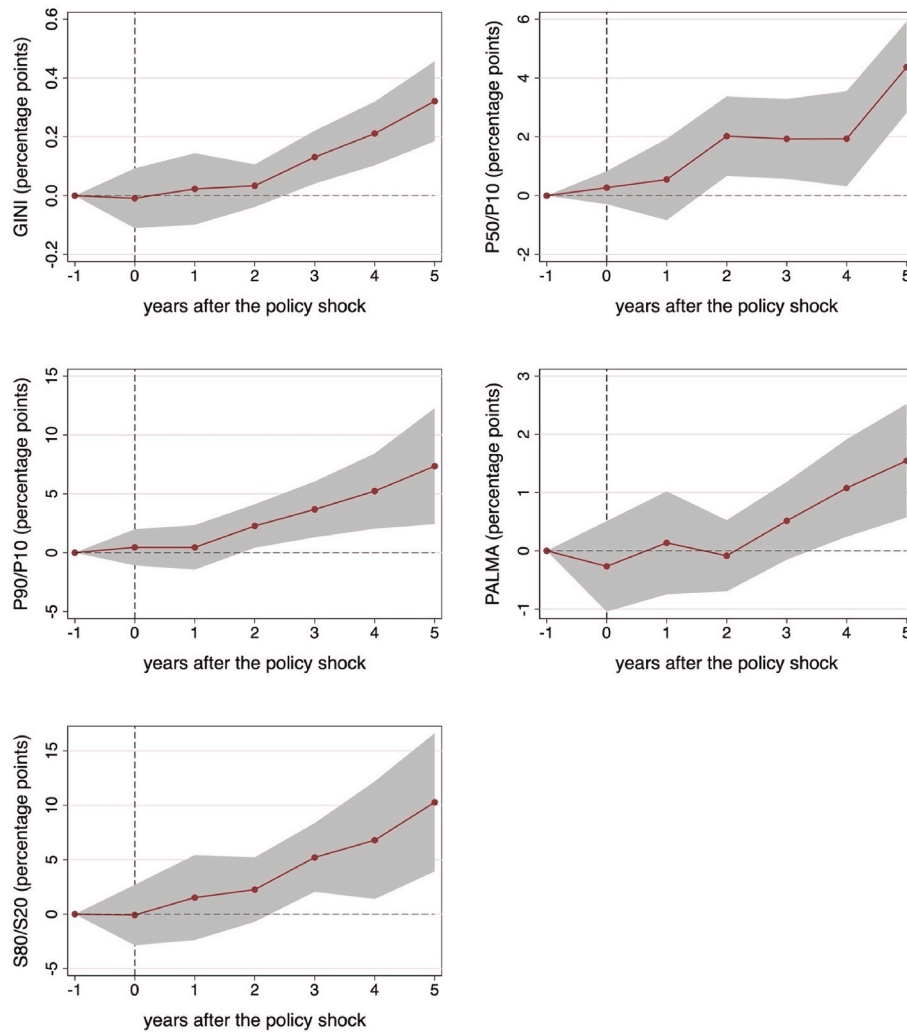 GINI (percentage points)
0.6
0.4
0.2
0.0
-0.2
-1 0 1 2 3 4 5
years after the policy shock
P50/P10 (percentage points)
6
4
2
0
-2
-1 0 1 2 3 4 5
years after the policy shock
P90/P10 (percentage points)
15
10
5
0
-5
-1 0 1 2 3 4 5
years after the policy shock
PALMA (percentage points)
3
2
1
0
-1
-1 0 1 2 3 4 5
years after the policy shock
S80/S20 (percentage points)
15
10
5
0
-5
-1 0 1 2 3 4 5
years after the policy shock